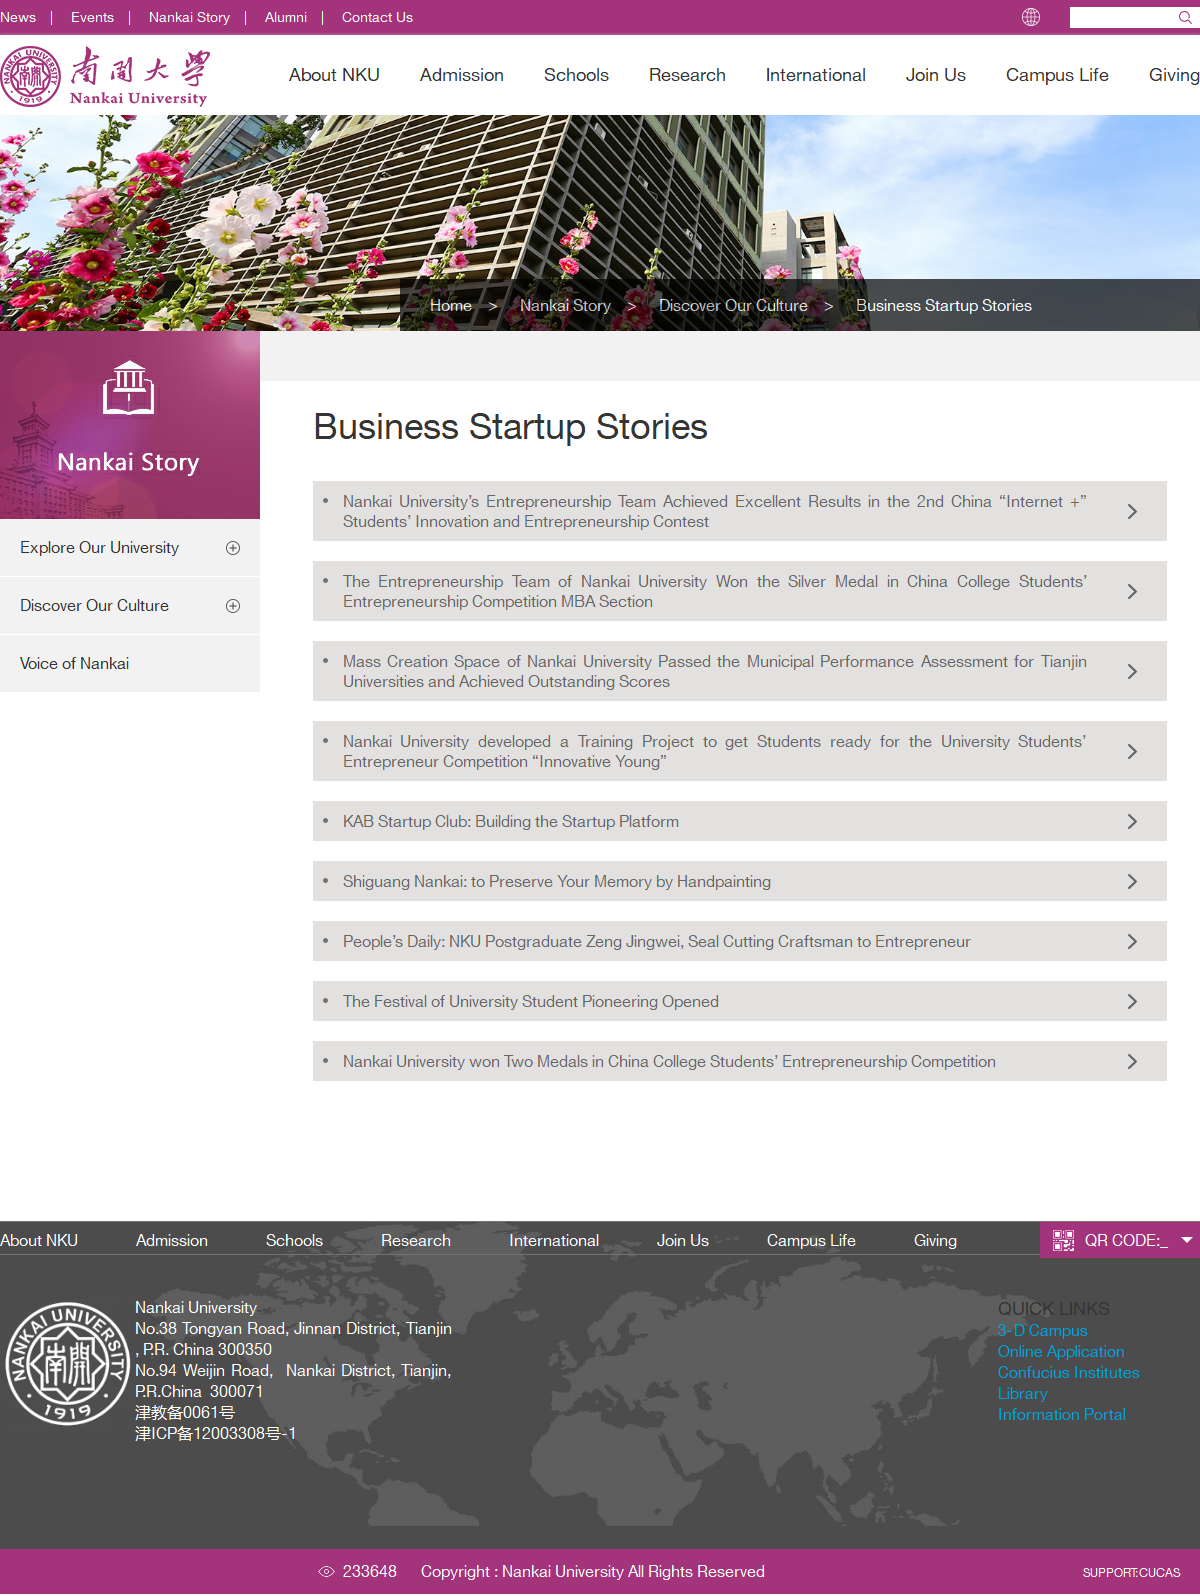 News | Events | Nankai Story | Alumni | Contact Us
NANKAI UNIVERSITY 南開 1919
南開大學
Nankai University
About NKU Admission Schools Research International Join Us Campus Life Giving
Home > Nankai Story > Discover Our Culture > Business Startup Stories
Nankai Story
Explore Our University
Discover Our Culture
Voice of Nankai
Business Startup Stories
• Nankai University’s Entrepreneurship Team Achieved Excellent Results in the 2nd China “Internet +”
Students’ Innovation and Entrepreneurship Contest
• The Entrepreneurship Team of Nankai University Won the Silver Medal in China College Students’
Entrepreneurship Competition MBA Section
• Mass Creation Space of Nankai University Passed the Municipal Performance Assessment for Tianjin
Universities and Achieved Outstanding Scores
• Nankai University developed a Training Project to get Students ready for the University Students’
Entrepreneur Competition “Innovative Young”
• KAB Startup Club: Building the Startup Platform
• Shiguang Nankai: to Preserve Your Memory by Handpainting
• People’s Daily: NKU Postgraduate Zeng Jingwei, Seal Cutting Craftsman to Entrepreneur
• The Festival of University Student Pioneering Opened
• Nankai University won Two Medals in China College Students’ Entrepreneurship Competition
About NKU Admission Schools Research International Join Us Campus Life Giving
QR CODE:_
NANKAI UNIVERSITY 南開 1919
Nankai University
No.38 Tongyan Road, Jinnan District, Tianjin
, P.R. China 300350
No.94 Weijin Road, Nankai District, Tianjin,
P.R.China 300071
津教备0061号
津ICP备12003308号-1
QUICK LINKS
3-D Campus
Online Application
Confucius Institutes
Library
Information Portal
233648 Copyright : Nankai University All Rights Reserved
SUPPORT:CUCAS